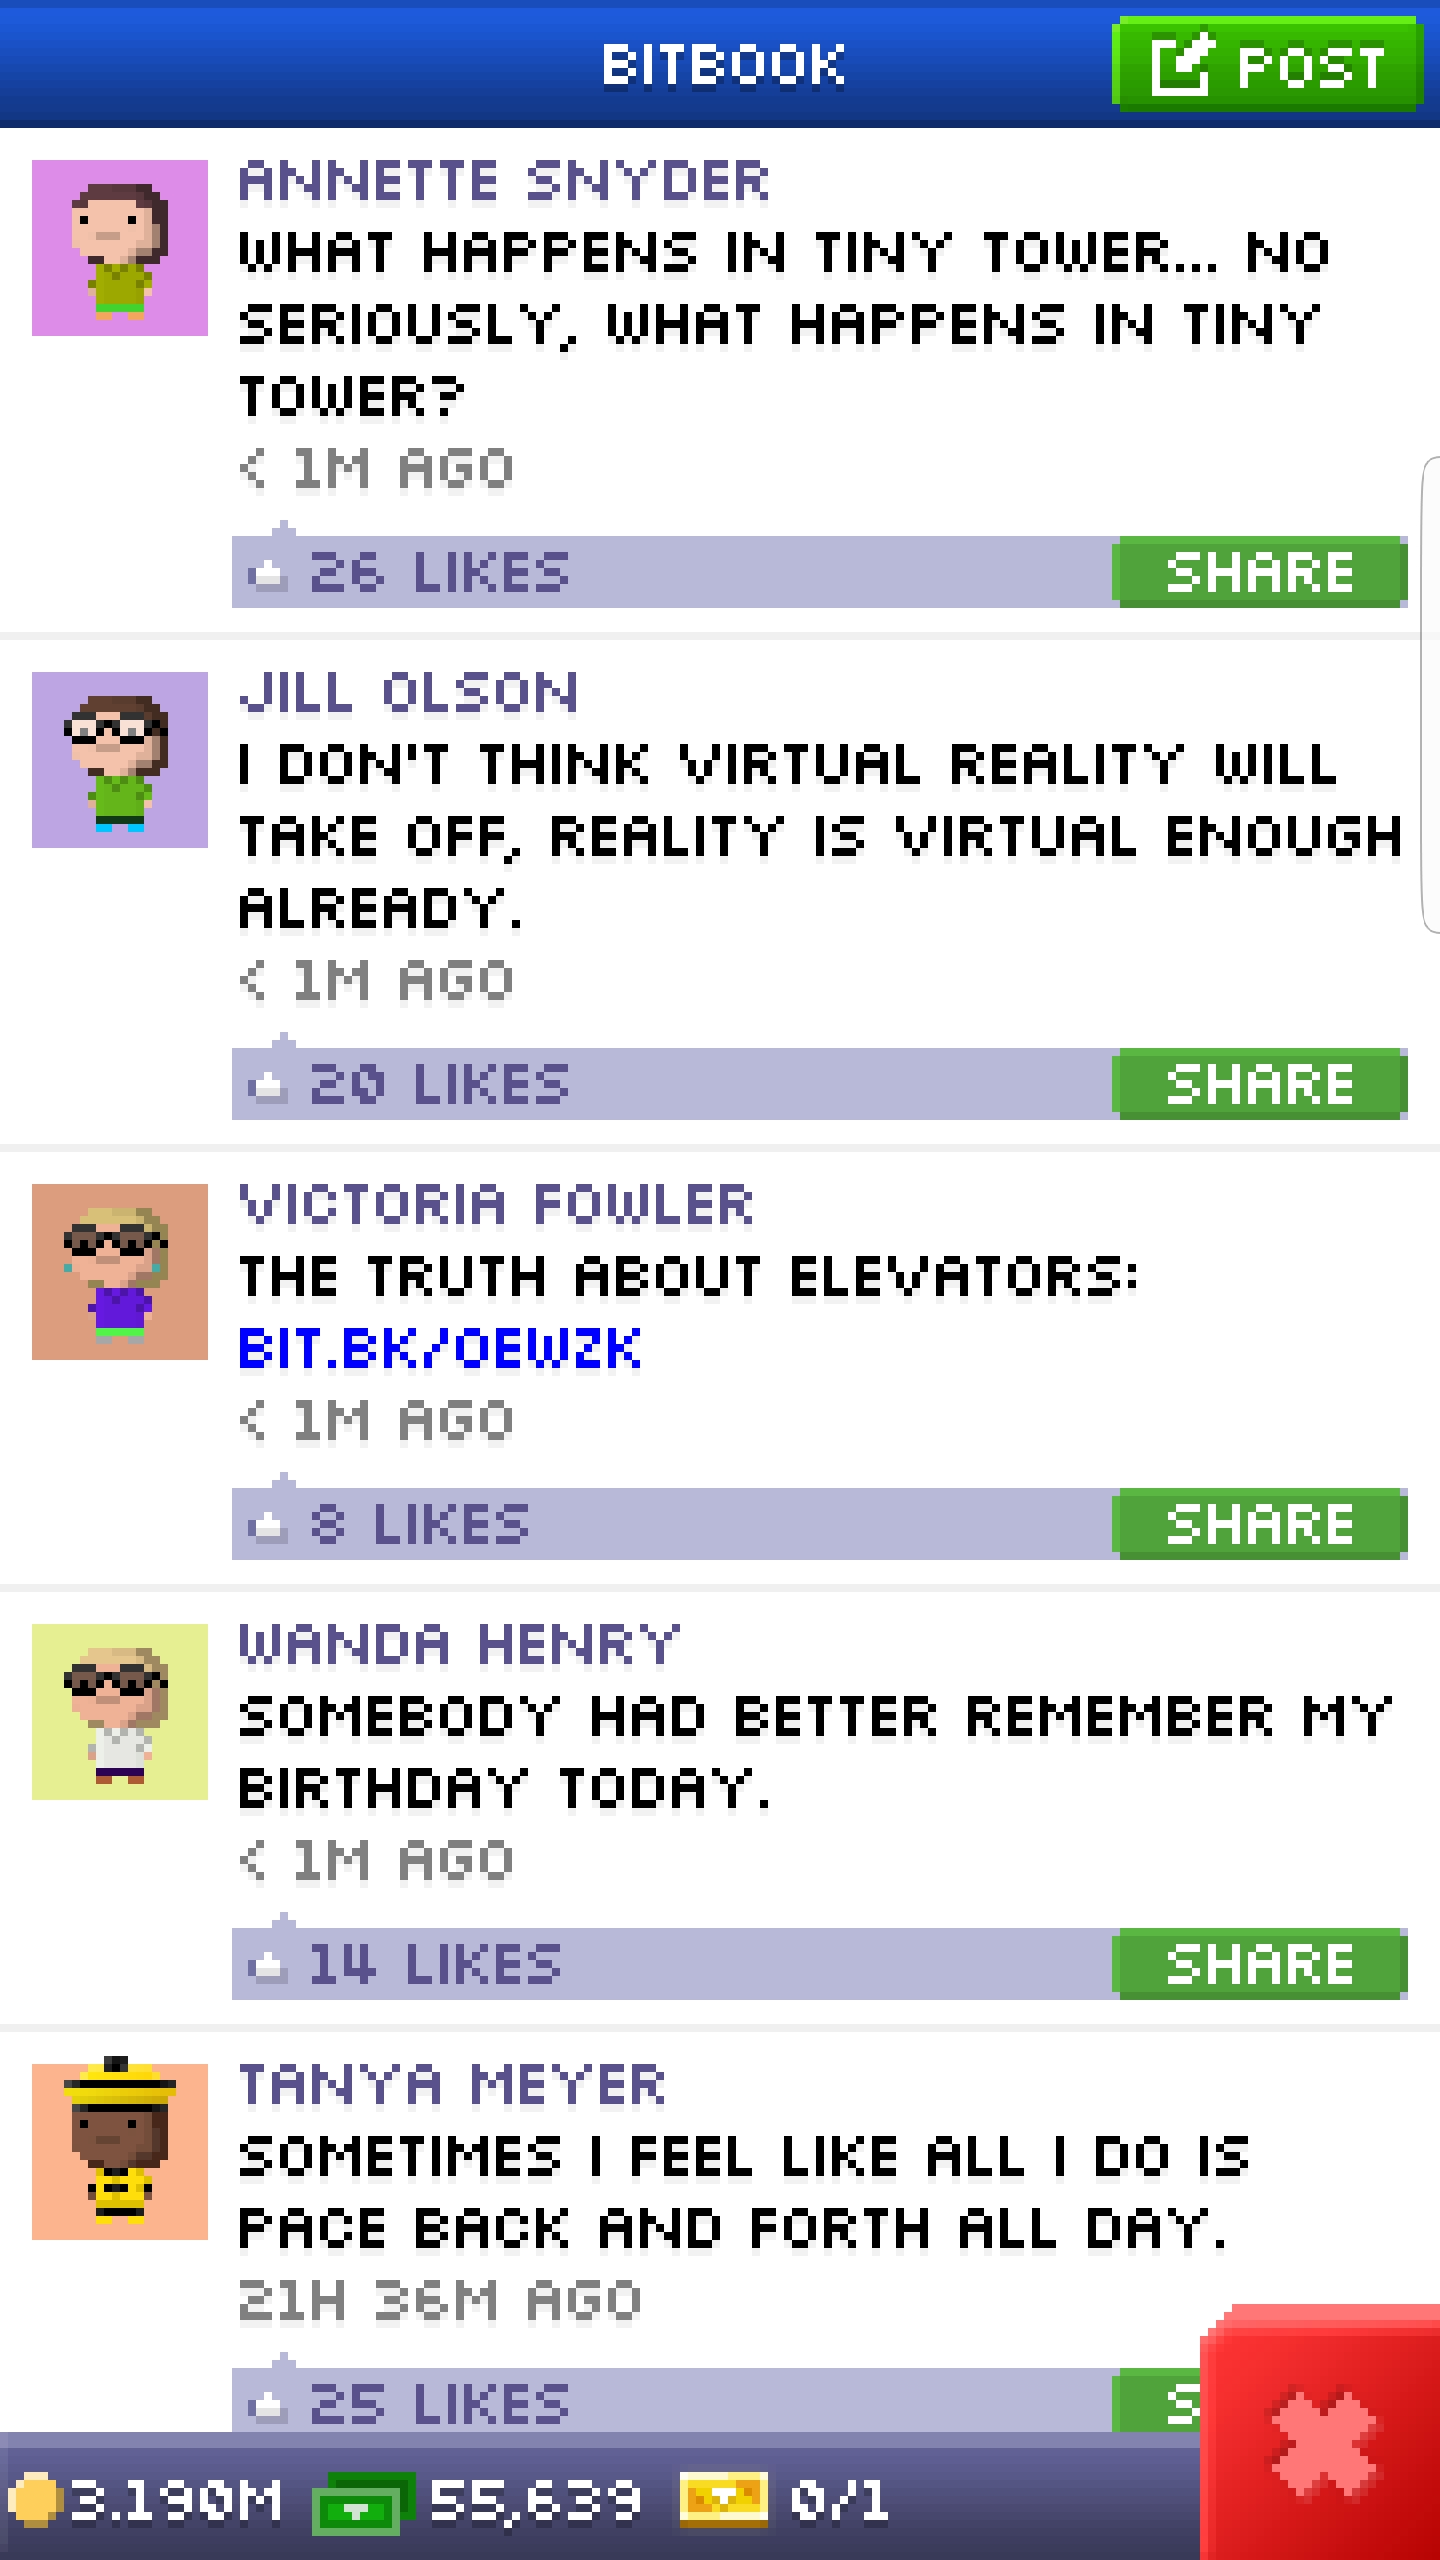 BITBOOK
POST
ANNETTE SNYDER
WHAT HAPPENS IN TINY TOWER... NO
SERIOUSLY, WHAT HAPPENS IN TINY
TOWER?
< 1M AGO
26 LIKES
SHARE
JILL OLSON
I DON'T THINK VIRTUAL REALITY WILL
TAKE OFF, REALITY IS VIRTUAL ENOUGH
ALREADY.
< 1M AGO
20 LIKES
SHARE
VICTORIA FOWLER
THE TRUTH ABOUT ELEVATORS:
BIT.BK/OEWZK
< 1M AGO
8 LIKES
SHARE
WANDA HENRY
SOMEBODY HAD BETTER REMEMBER MY
BIRTHDAY TODAY.
< 1M AGO
14 LIKES
SHARE
TANYA MEYER
SOMETIMES I FEEL LIKE ALL I DO IS
PACE BACK AND FORTH ALL DAY.
21H 36M AGO
25 LIKES
S
3.190M
55,639
0/1